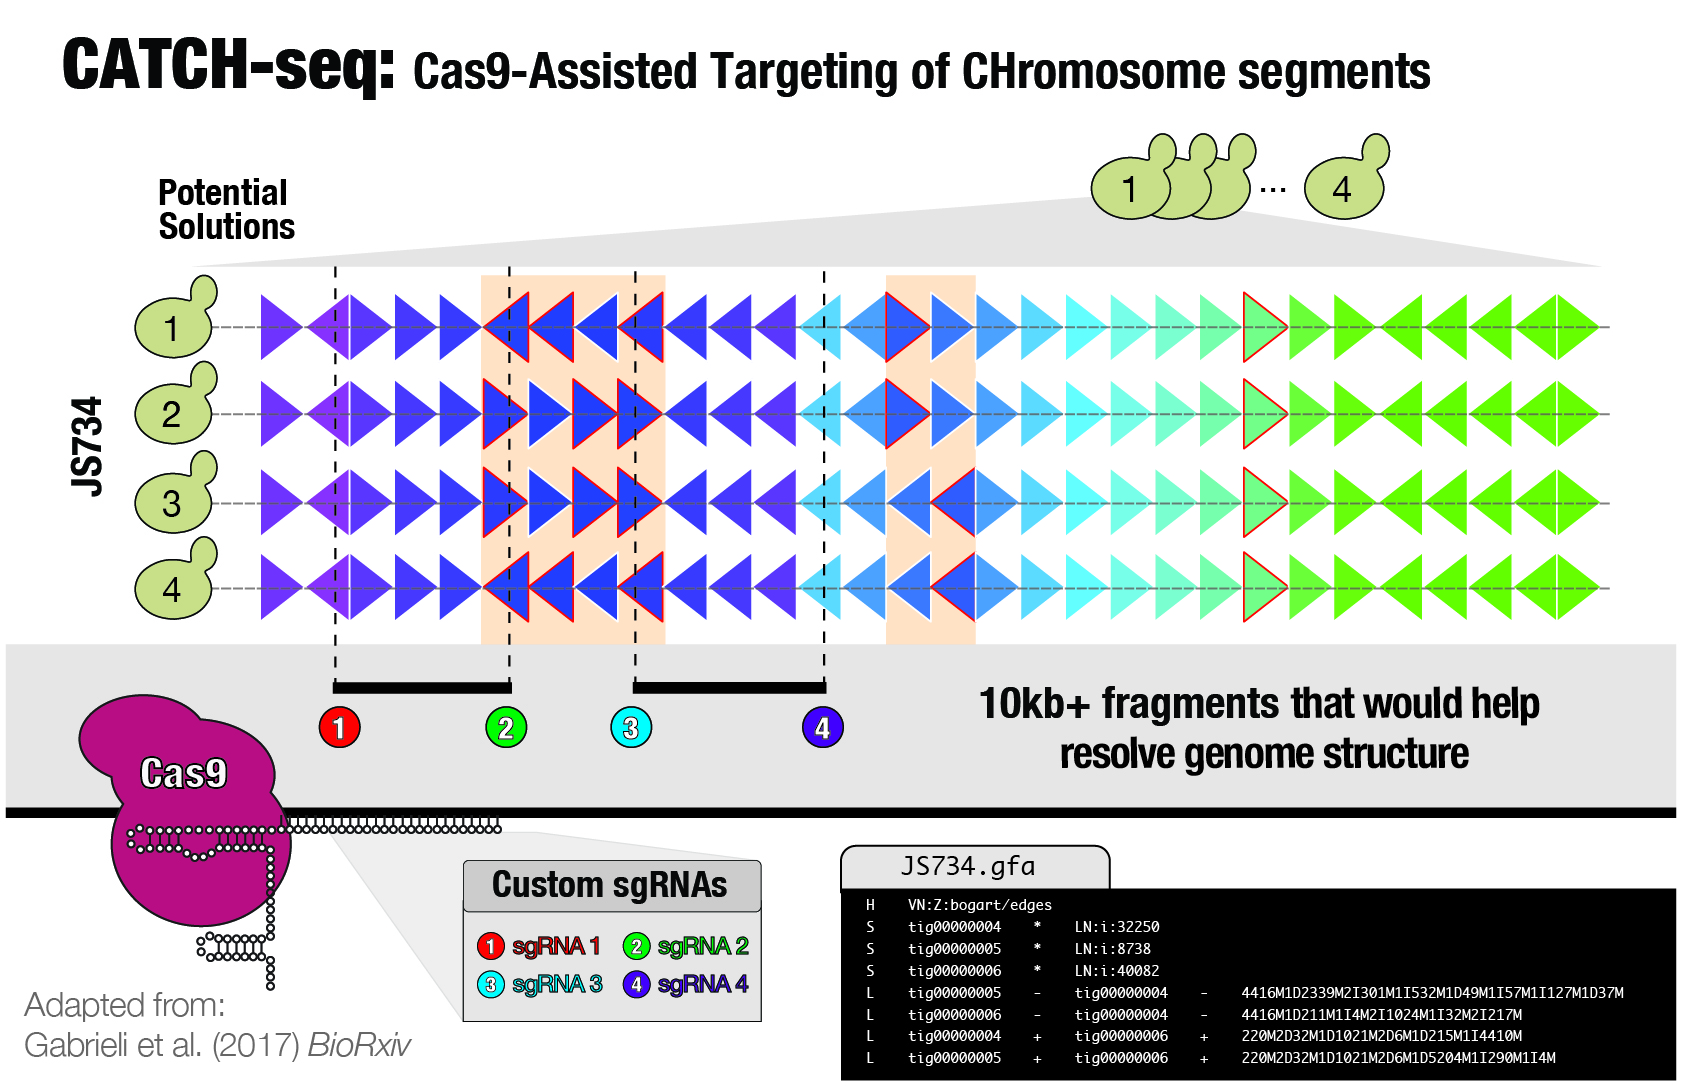 CATCH-seq: Cas9-Assisted Targeting of CHromosome segments
1 ... 4
Potential
Solutions
JS734
1
2
3
4
1 2 3 4
10kb+ fragments that would help
resolve genome structure
Cas9
Custom sgRNAs
1 sgRNA 1 2 sgRNA 2
3 sgRNA 3 4 sgRNA 4
Adapted from:
Gabrieli et al. (2017) BioRxiv
JS734.gfa
H VN:Z:bogart/edges
S tig00000004 * LN:i:32250
S tig00000005 * LN:i:8738
S tig00000006 * LN:i:40082
L tig00000005 - tig00000004 - 4416M1D2339M2I301M1I532M1D49M1I57M1I127M1D37M
L tig00000006 - tig00000004 - 4416M1D211M1I4M2I1024M1I32M2I217M
L tig00000004 + tig00000006 + 220M2D32M1D1021M2D6M1D215M1I4410M
L tig00000005 + tig00000006 + 220M2D32M1D1021M2D6M1D5204M1I290M1I4M